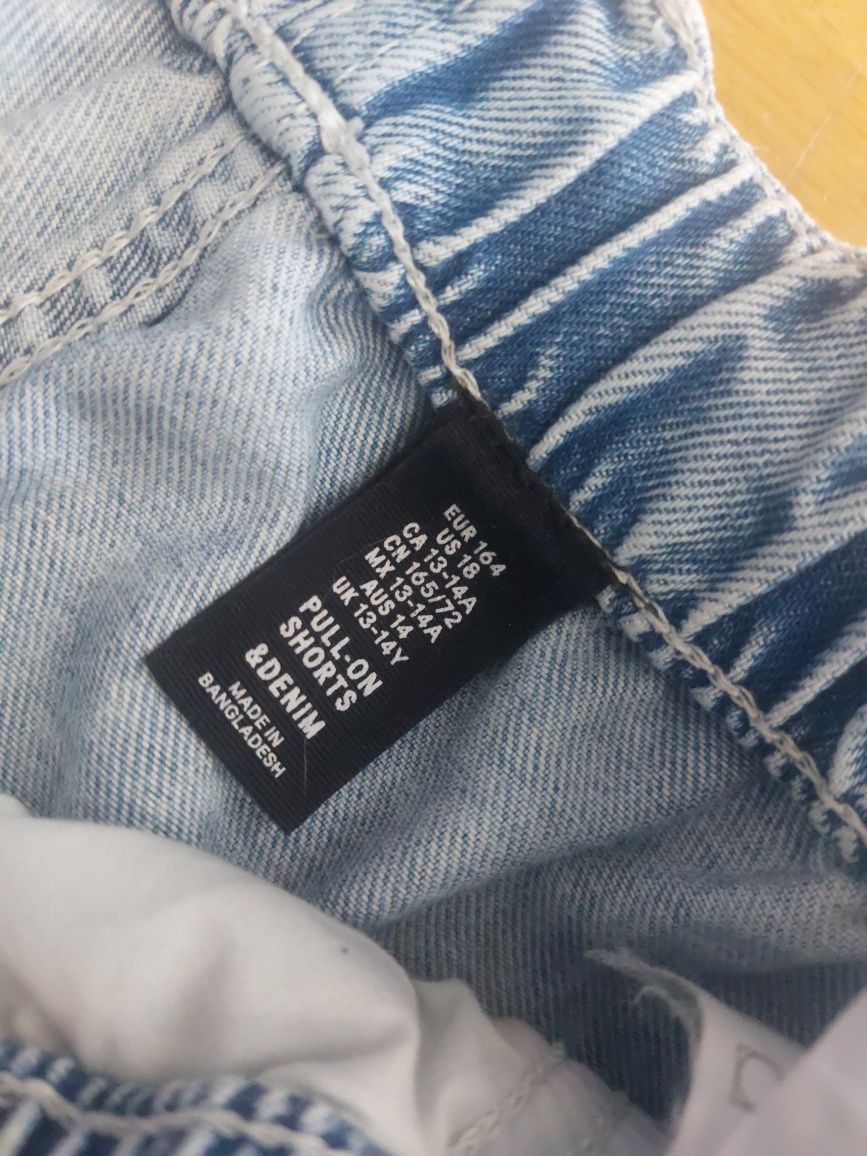 EUR 164
US 18
CA 13-14A
CN 165/72
MX 13-14A
AUS 14
UK 13-14Y
PULL-ON
SHORTS
&DENIM
MADE IN
BANGLADESH